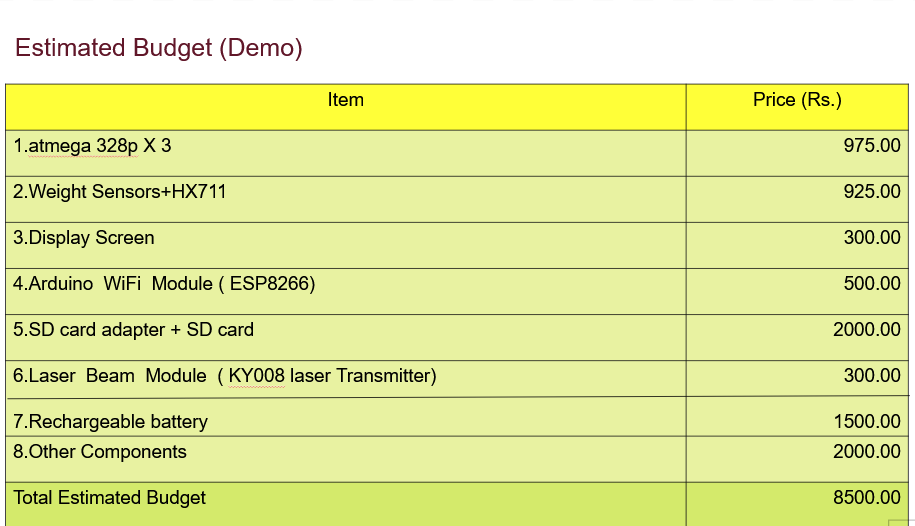 Estimated Budget (Demo)
Item Price (Rs.)
1.atmega 328p X 3 975.00
2.Weight Sensors+HX711 925.00
3.Display Screen 300.00
4.Arduino  WiFi  Module ( ESP8266) 500.00
5.SD card adapter + SD card 2000.00
6.Laser  Beam  Module  ( KY008 laser Transmitter) 300.00
7.Rechargeable battery 1500.00
8.Other Components 2000.00
Total Estimated Budget 8500.00